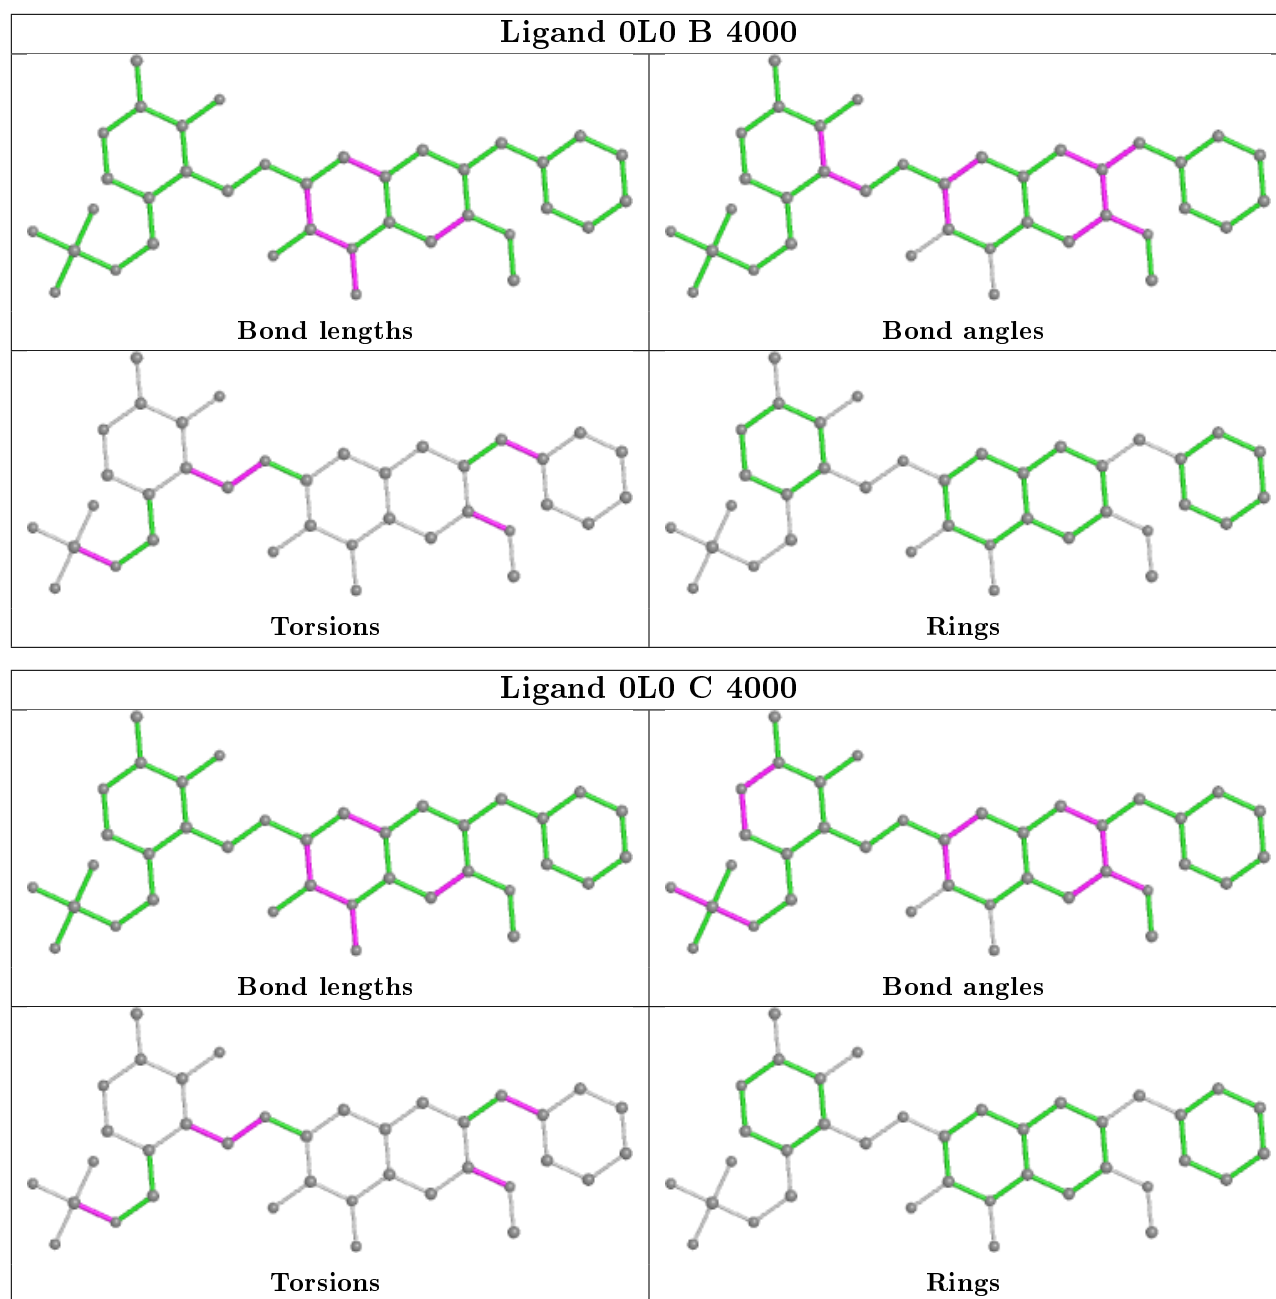 Ligand 0L0 B 4000
Bond lengths
Bond angles
Torsions
Rings
Ligand 0L0 C 4000
Bond lengths
Bond angles
Torsions
Rings